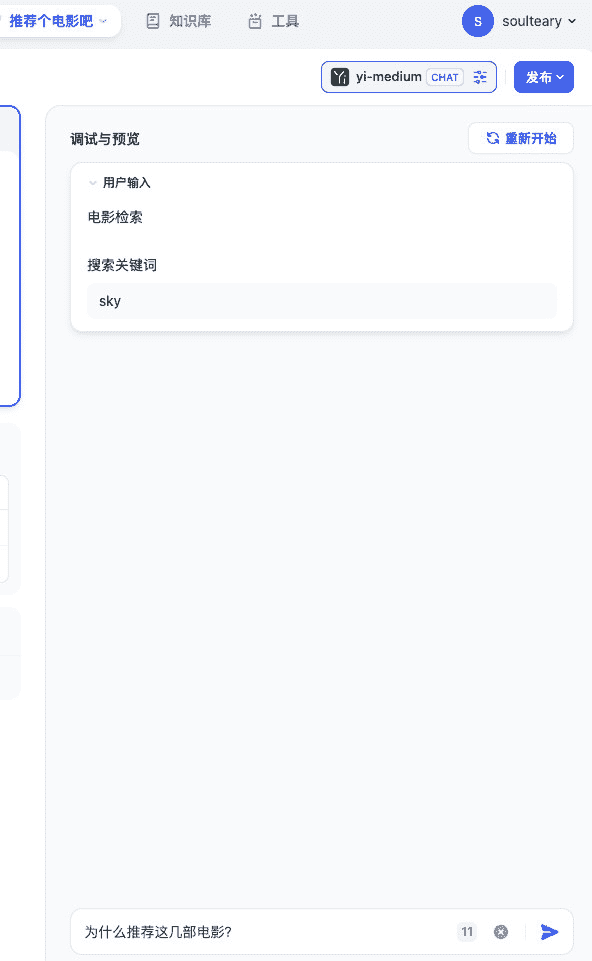 推荐个电影吧 知识库 工具 S soulteary
yi-medium CHAT 发布
调试与预览 重新开始
用户输入
电影检索
搜索关键词
sky
为什么推荐这几部电影? 11